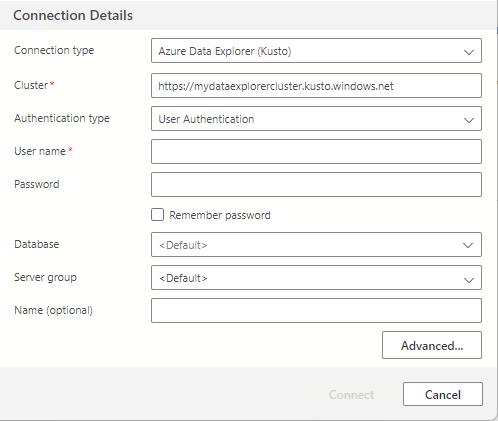 Connection Details
Connection type Azure Data Explorer (Kusto)
Cluster* https://mydataexplorercluster.kusto.windows.net
Authentication type User Authentication
User name*
Password
Remember password
Database <Default>
Server group <Default>
Name (optional)
Advanced...
Connect Cancel